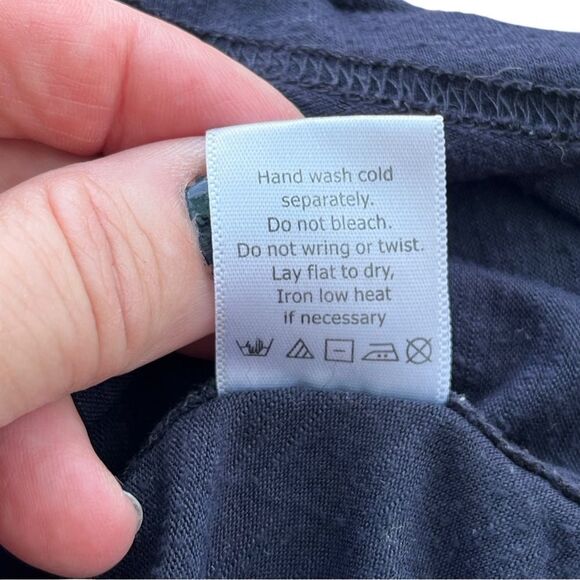 Hand wash cold
separately.
Do not bleach.
Do not wring or twist.
Lay flat to dry,
Iron low heat
if necessary